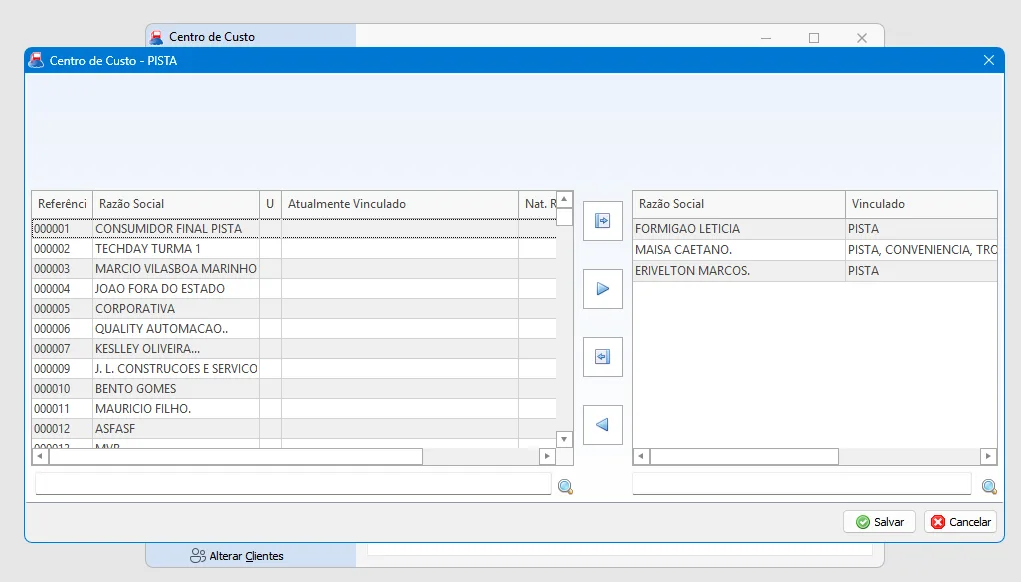 Centro de Custo
Centro de Custo - PISTA
Referênci Razão Social U Atualmente Vinculado Nat. R
000001 CONSUMIDOR FINAL PISTA
000002 TECHDAY TURMA 1
000003 MARCIO VILASBOA MARINHO
000004 JOAO FORA DO ESTADO
000005 CORPORATIVA
000006 QUALITY AUTOMACAO..
000007 KESLLEY OLIVEIRA...
000009 J. L. CONSTRUCOES E SERVICO
000010 BENTO GOMES
000011 MAURICIO FILHO.
000012 ASFASF
000013 MVB
Razão Social Vinculado
FORMIGAO LETICIA PISTA
MAISA CAETANO. PISTA, CONVENIENCIA, TRO
ERIVELTON MARCOS. PISTA
Salvar Cancelar
Alterar Clientes